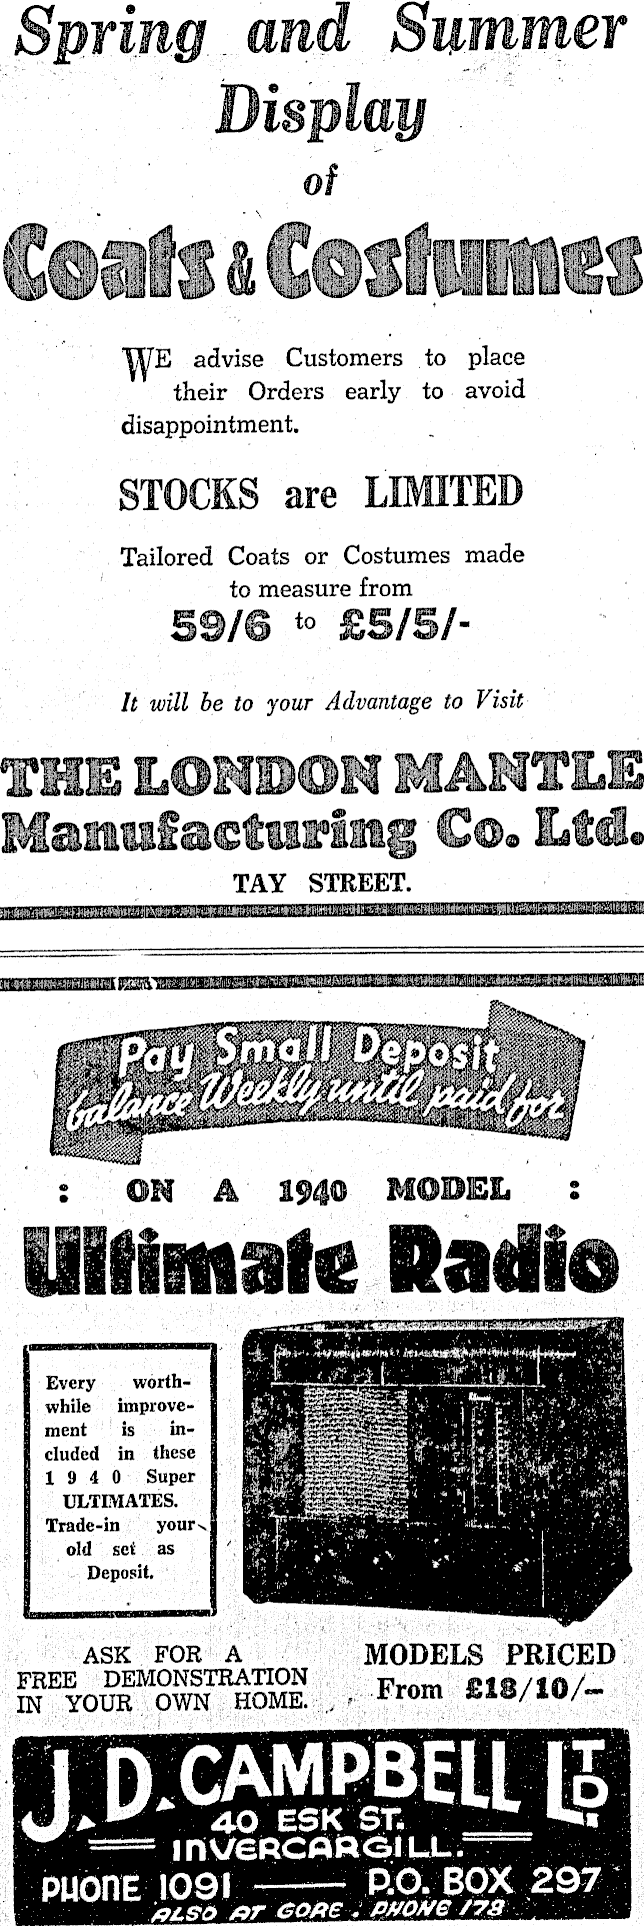 Spring and Summer
Display
of
Coats & Costumes
WE advise Customers to place
their Orders early to avoid
disappointment.
STOCKS are LIMITED
Tailored Coats or Costumes made
to measure from
59/6 to £5/5/-
It will be to your Advantage to Visit
THE LONDON MANTLE
Manufacturing Co. Ltd.
TAY STREET.
Pay Small Deposit
balance Weekly until paid for
: ON A 1940 MODEL :
Ultimate Radio
Every worth-
while improve-
ment is in-
cluded in these
1940 Super
ULTIMATES.
Trade-in your
old set as
Deposit.
ASK FOR A
FREE DEMONSTRATION
IN YOUR OWN HOME.
MODELS PRICED
From £18/10/-
J. D. CAMPBELL LTD.
40 ESK ST.
INVERCARGILL.
PHONE 1091 — P.O. BOX 297
ALSO AT GORE. PHONE 178